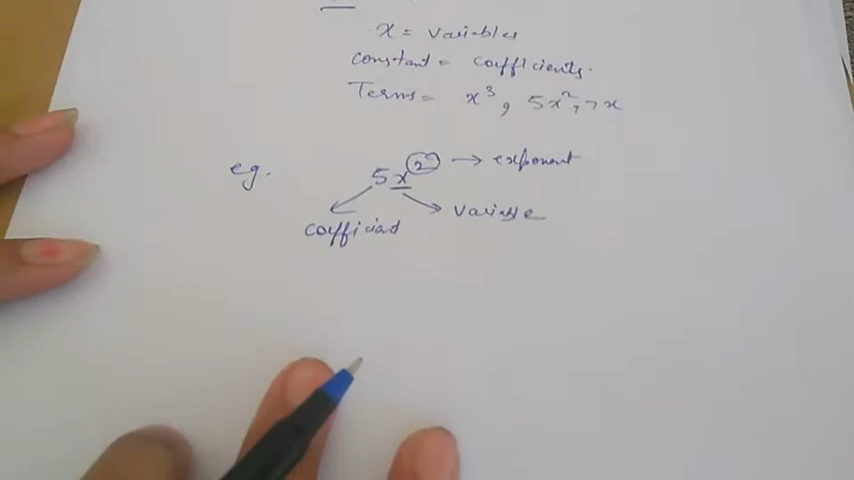 x = variables
Constant = Coefficients.
Terms = x³, 5x², 7x
eg. 5x² → exponent
coefficient variable